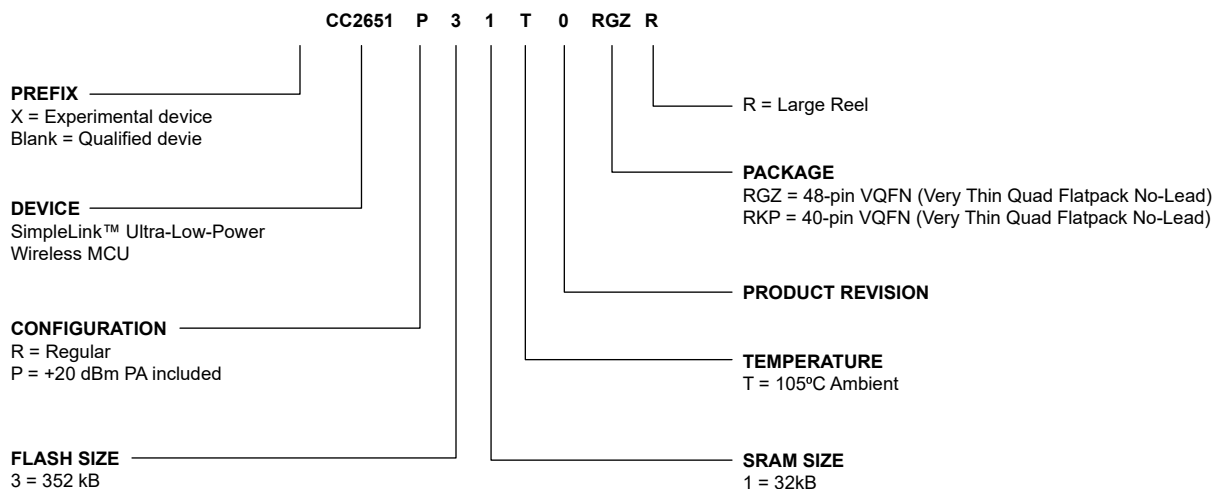 CC2651 P 3 1 T 0 RGZ R
PREFIX
X = Experimental device
Blank = Qualified devie
DEVICE
SimpleLink™ Ultra-Low-Power
Wireless MCU
CONFIGURATION
R = Regular
P = +20 dBm PA included
FLASH SIZE
3 = 352 kB
R = Large Reel
PACKAGE
RGZ = 48-pin VQFN (Very Thin Quad Flatpack No-Lead)
RKP = 40-pin VQFN (Very Thin Quad Flatpack No-Lead)
PRODUCT REVISION
TEMPERATURE
T = 105ºC Ambient
SRAM SIZE
1 = 32kB